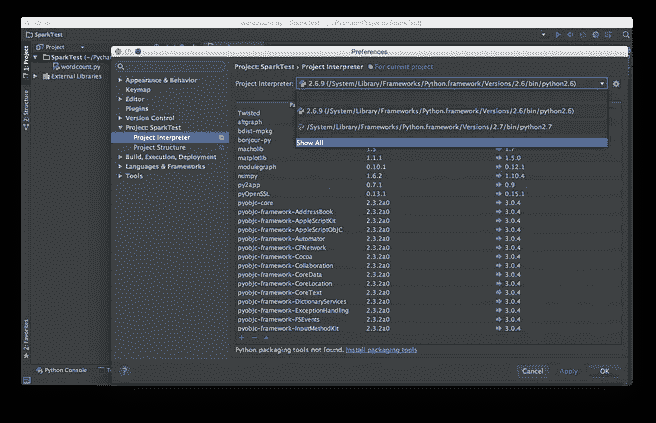 wordcount.py - SparkTest - [~/PycharmProjects/SparkTest]
SparkTest
Project
SparkTest (~/Pycharm
wordcount.py
External Libraries
1: Project
7: Structure
2: Favorites
Preferences
Appearance & Behavior
Keymap
Editor
Plugins
Version Control
Project: SparkTest
Project Interpreter
Project Structure
Build, Execution, Deployment
Languages & Frameworks
Tools
Project: SparkTest › Project Interpreter
For current project
Project Interpreter:
2.6.9 (/System/Library/Frameworks/Python.framework/Versions/2.6/bin/python2.6)
2.6.9 (/System/Library/Frameworks/Python.framework/Versions/2.6/bin/python2.6)
/System/Library/Frameworks/Python.framework/Versions/2.7/bin/python2.7
Show All
Twisted
altgraph
bdist-mpkg
bonjour-py
macholib 1.5 1.7
matplotlib 1.1.1 1.5.0
modulegraph 0.10.1 0.12.1
numpy 1.6.2 1.10.4
py2app 0.7.1 0.9
pyOpenSSL 0.13.1 0.15.1
pyobjc-core 2.3.2a0 3.0.4
pyobjc-framework-AddressBook 2.3.2a0 3.0.4
pyobjc-framework-AppleScriptKit 2.3.2a0 3.0.4
pyobjc-framework-AppleScriptObjC 2.3.2a0 3.0.4
pyobjc-framework-Automator 2.3.2a0 3.0.4
pyobjc-framework-CFNetwork 2.3.2a0 3.0.4
pyobjc-framework-Cocoa 2.3.2a0 3.0.4
pyobjc-framework-Collaboration 2.3.2a0 3.0.4
pyobjc-framework-CoreData 2.3.2a0 3.0.4
pyobjc-framework-CoreLocation 2.3.2a0 3.0.4
pyobjc-framework-CoreText 2.3.2a0 3.0.4
pyobjc-framework-DictionaryServices 2.3.2a0 3.0.4
pyobjc-framework-ExceptionHandling 2.3.2a0 3.0.4
pyobjc-framework-FSEvents 2.3.2a0 3.0.4
pyobjc-framework-InputMethodKit 2.3.2a0 3.0.4
Python packaging tools not found. Install packaging tools
Python Console
Cancel
Apply
OK